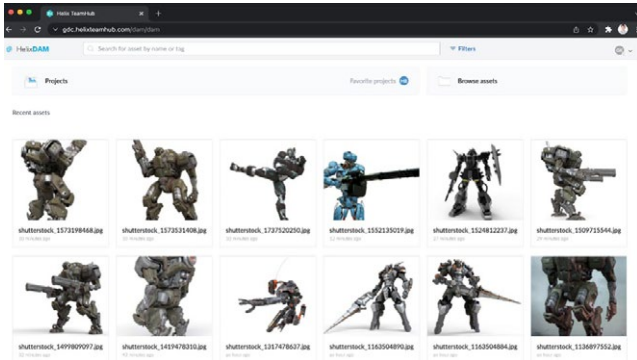 Helix TeamHub
gdc.helixteamhub.com/dam/dam
HelixDAM
Search for asset by name or tag
Filters
Projects
Favorite projects
Browse assets
Recent assets
shutterstock_1573198468.jpg
shutterstock_1573531408.jpg
shutterstock_1737520250.jpg
shutterstock_1552135019.jpg
shutterstock_1524812237.jpg
shutterstock_1509715544.jpg
shutterstock_1499809097.jpg
shutterstock_1419478310.jpg
shutterstock_1317478637.jpg
shutterstock_1163504890.jpg
shutterstock_1163504884.jpg
shutterstock_1136897552.jpg